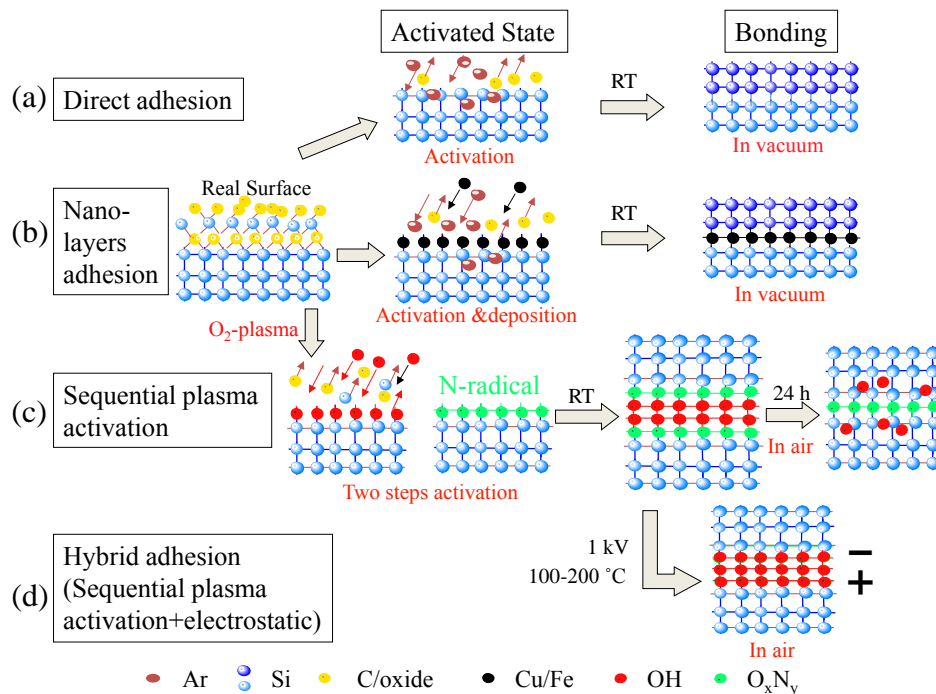 Activated State
Bonding
(a)
Direct adhesion
RT
Activation
In vacuum
Real Surface
(b)
Nano-
layers
adhesion
RT
Activation &deposition
In vacuum
O₂-plasma
(c)
Sequential plasma
activation
N-radical
RT
24 h
In air
Two steps activation
(d)
Hybrid adhesion
(Sequential plasma
activation+electrostatic)
1 kV
100-200 ˚C
−
+
In air
Ar
Si
C/oxide
Cu/Fe
OH
OₓNᵧ